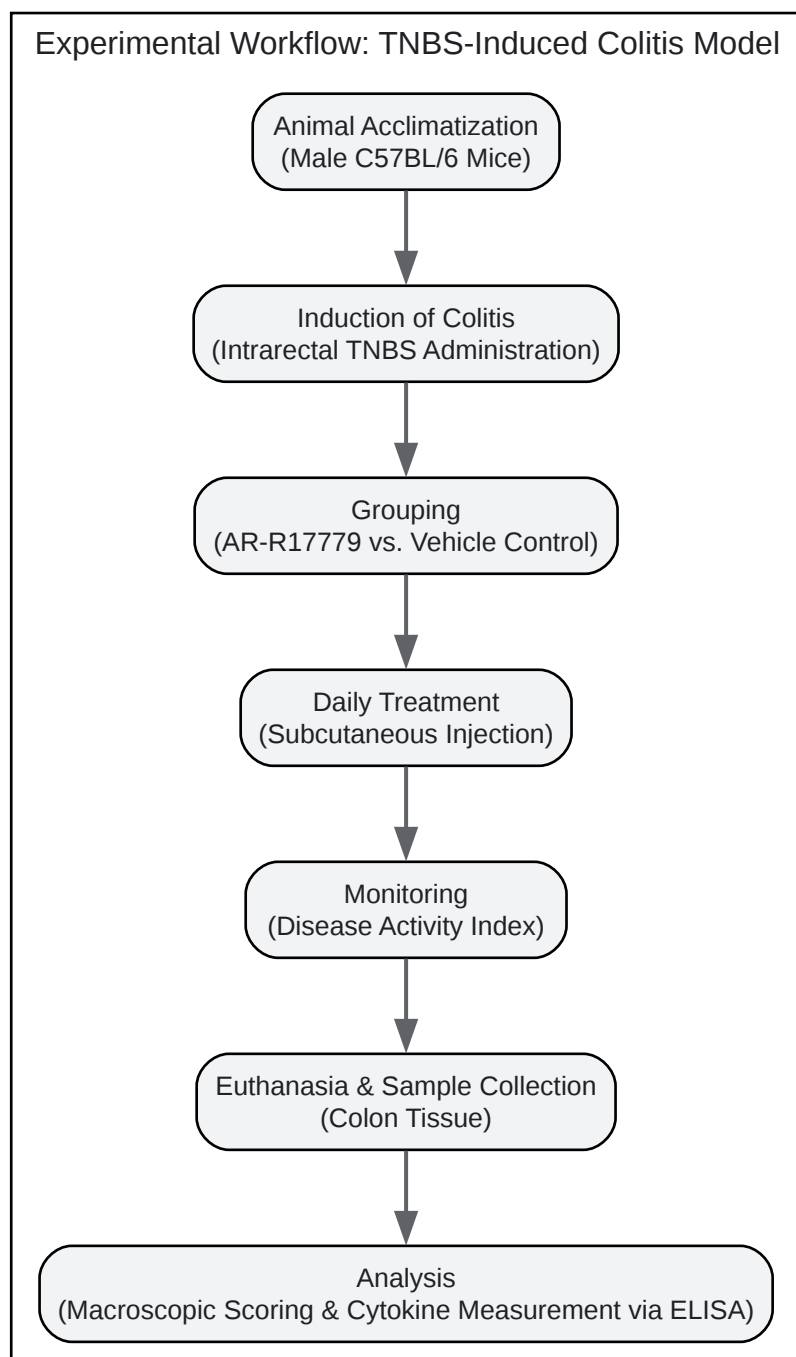 Experimental Workflow: TNBS-Induced Colitis Model
Animal Acclimatization
(Male C57BL/6 Mice)
Induction of Colitis
(Intrarectal TNBS Administration)
Grouping
(AR-R17779 vs. Vehicle Control)
Daily Treatment
(Subcutaneous Injection)
Monitoring
(Disease Activity Index)
Euthanasia & Sample Collection
(Colon Tissue)
Analysis
(Macroscopic Scoring & Cytokine Measurement via ELISA)